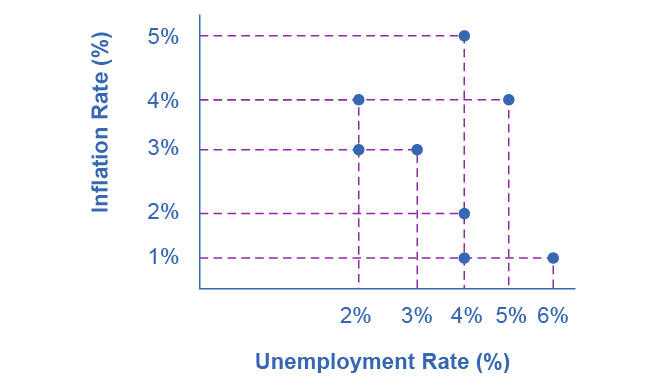 Inflation Rate (%)
5%
4%
3%
2%
1%
2% 3% 4% 5% 6%
Unemployment Rate (%)